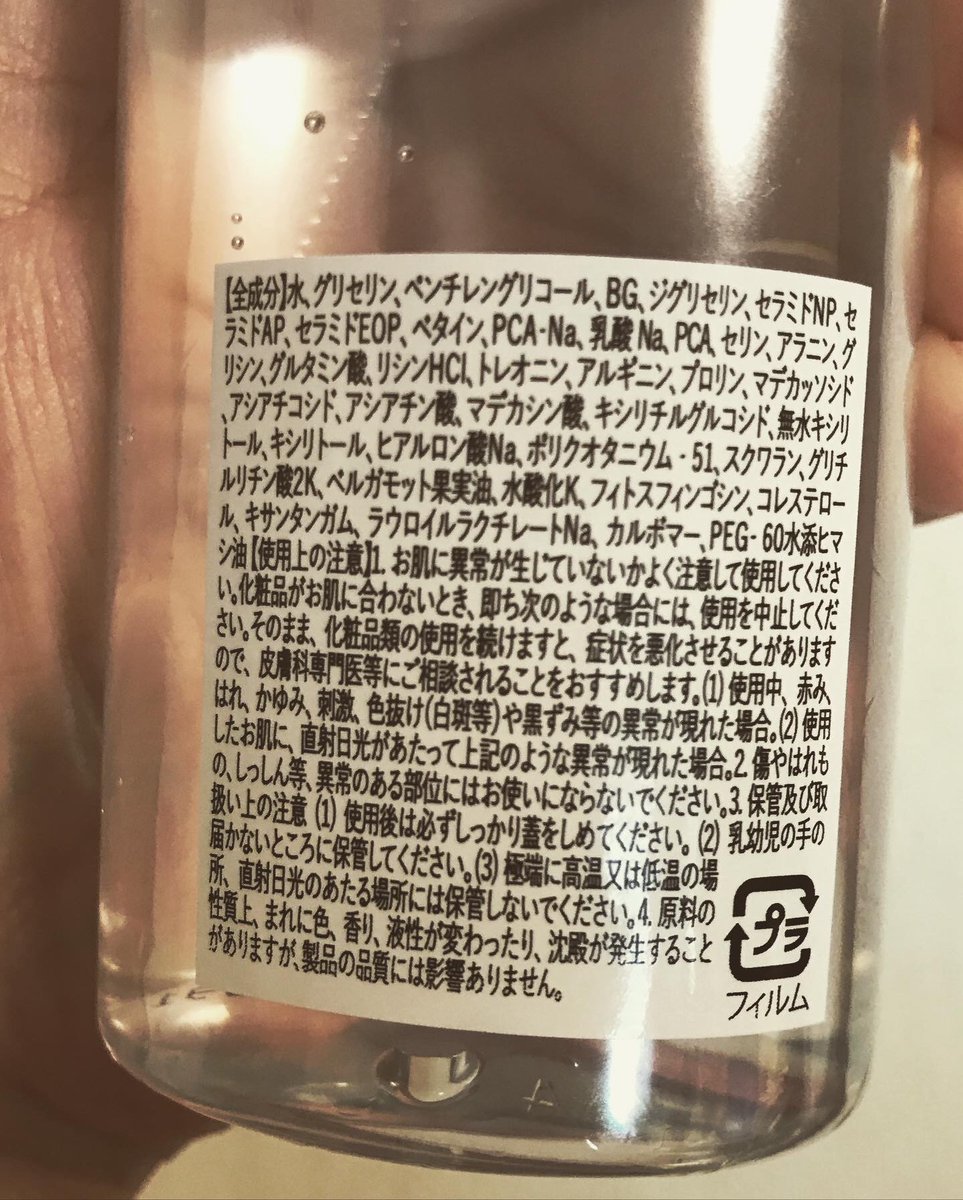 【全成分】水、グリセリン、ペンチレングリコール、BG、ジグリセリン、セラミドNP、セ
ラミドAP、セラミドEOP、ベタイン、PCA-Na、乳酸Na、PCA、セリン、アラニン、グ
リシン、グルタミン酸、リシンHCl、トレオニン、アルギニン、プロリン、マデカッソシド
、アシアチコシド、アシアチン酸、マデカシン酸、キシリチルグルコシド、無水キシリ
トール、キシリトール、ヒアルロン酸Na、ポリクオタニウム‐51、スクワラン、グリチ
ルリチン酸2K、ベルガモット果実油、水酸化K、フィトスフィンゴシン、コレステロー
ル、キサンタンガム、ラウロイルラクチレートNa、カルボマー、PEG‐60水添ヒマ
シ油【使用上の注意】1. お肌に異常が生じていないかよく注意して使用してくださ
い。化粧品がお肌に合わないとき、即ち次のような場合には、使用を中止してくだ
さい。そのまま、化粧品類の使用を続けますと、症状を悪化させることがあります
ので、皮膚科専門医等にご相談されることをおすすめします。(1) 使用中、赤み、
はれ、かゆみ、刺激、色抜け(白斑等)や黒ずみ等の異常が現れた場合。(2) 使用
したお肌に、直射日光があたって上記のような異常が現れた場合。2. 傷やはれも
の、しっしん等、異常のある部位にはお使いにならないでください。3. 保管及び取
扱い上の注意 (1) 使用後は必ずしっかり蓋をしめてください。(2) 乳幼児の手の
届かないところに保管してください。(3) 極端に高温又は低温の場
所、直射日光のあたる場所には保管しないでください。4. 原料の
性質上、まれに色、香り、液性が変わったり、沈殿が発生すること
がありますが、製品の品質には影響ありません。
プラ
フィルム